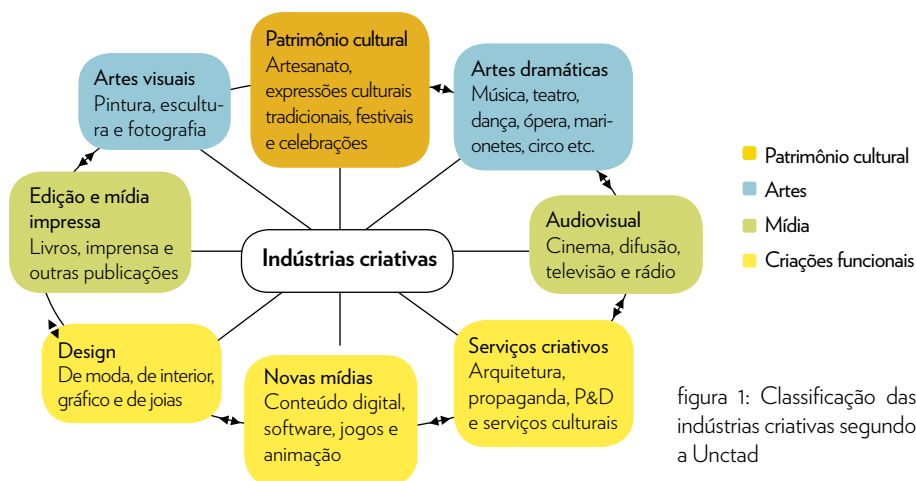 Patrimônio cultural
Artesanato,
expressões culturais
tradicionais, festivais
e celebrações
Artes visuais
Pintura, escultu-
ra e fotografia
Artes dramáticas
Música, teatro,
dança, ópera, mari-
onetes, circo etc.
Edição e mídia
impressa
Livros, imprensa e
outras publicações
Indústrias criativas
Audiovisual
Cinema, difusão,
televisão e rádio
Design
De moda, de interior,
gráfico e de joias
Novas mídias
Conteúdo digital,
software, jogos e
animação
Serviços criativos
Arquitetura,
propaganda, P&D
e serviços culturais
Patrimônio cultural
Artes
Mídia
Criações funcionais
figura 1: Classificação das
indústrias criativas segundo
a Unctad